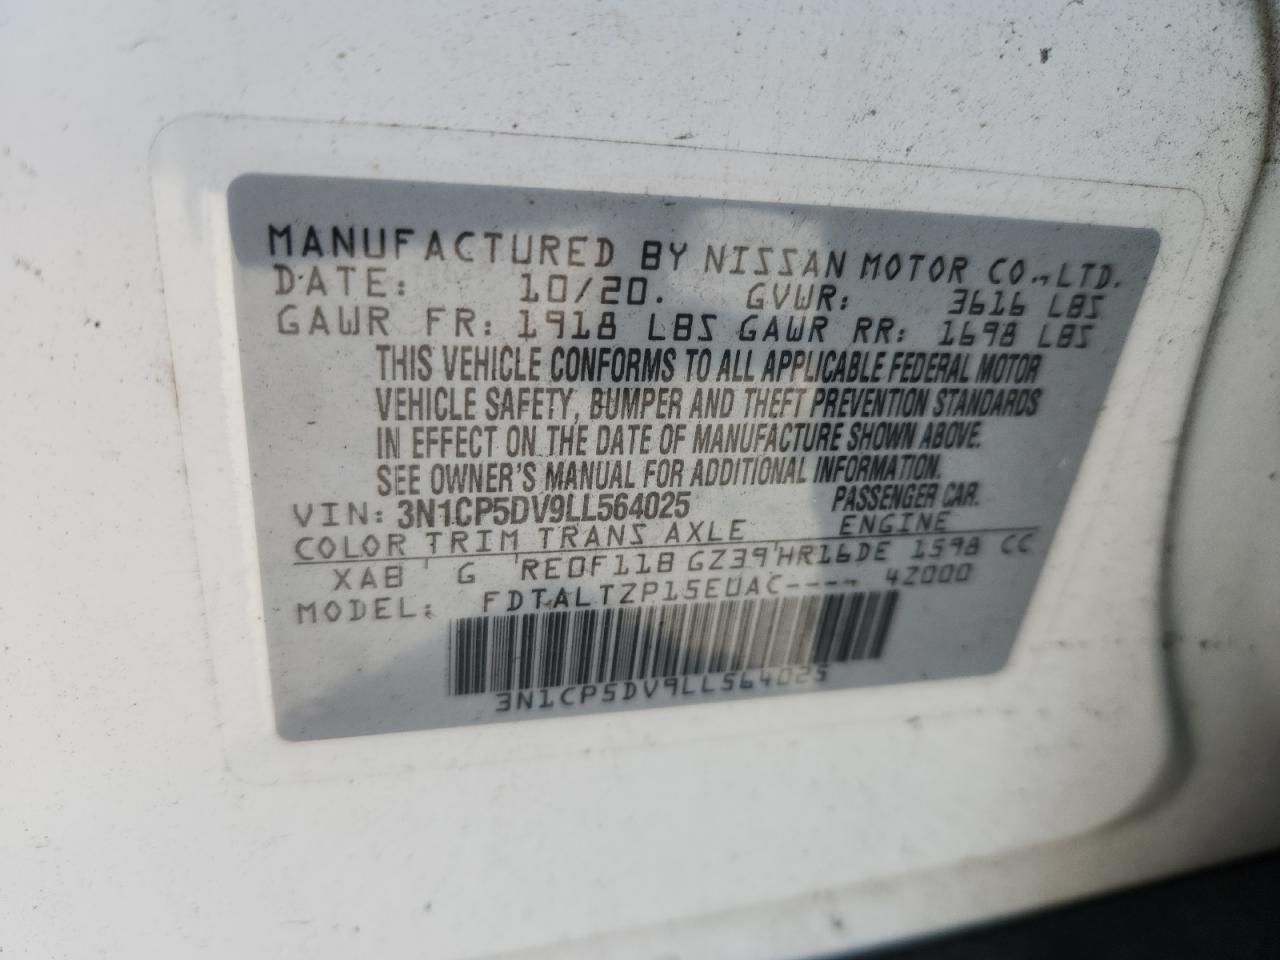 MANUFACTURED BY NISSAN MOTOR CO.,LTD.
DATE: 10/20. GVWR: 3616 LBS
GAWR FR: 1918 LBS GAWR RR: 1698 LBS
THIS VEHICLE CONFORMS TO ALL APPLICABLE FEDERAL MOTOR
VEHICLE SAFETY, BUMPER AND THEFT PREVENTION STANDARDS
IN EFFECT ON THE DATE OF MANUFACTURE SHOWN ABOVE.
SEE OWNER'S MANUAL FOR ADDITIONAL INFORMATION.
VIN: 3N1CP5DV9LL564025 PASSENGER CAR.
COLOR TRIM TRANS AXLE ENGINE
XAB G RE0F11B GZ39 HR16DE 1598 CC
MODEL: FDTALTZP15EUAC---- 42000
3N1CP5DV9LL564025